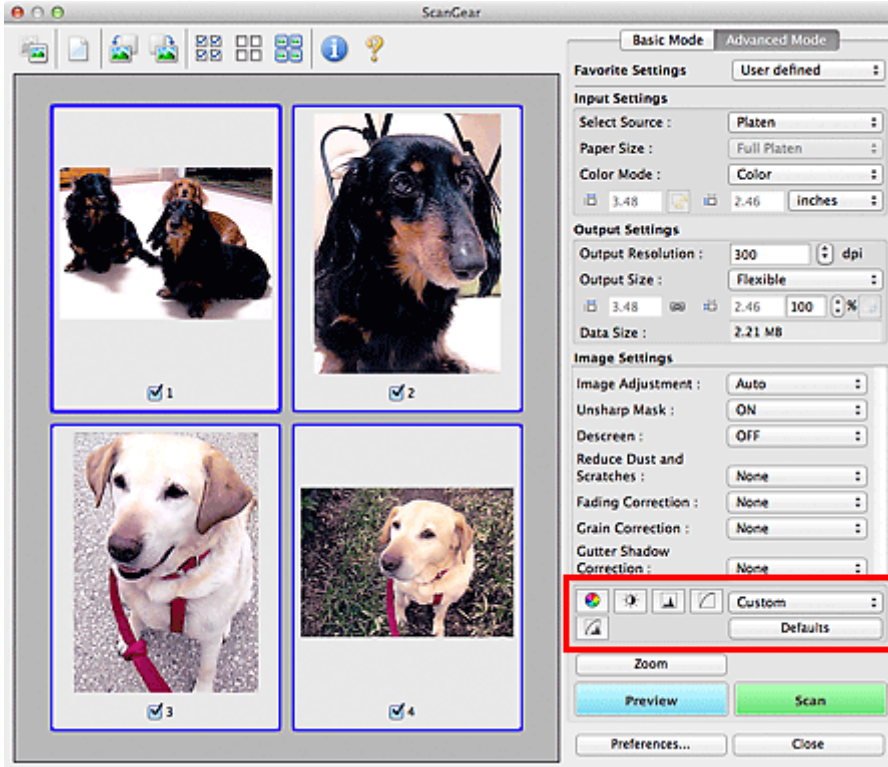 ScanGear
Basic Mode Advanced Mode
Favorite Settings User defined
Input Settings
Select Source : Platen
Paper Size : Full Platen
Color Mode : Color
3.48 2.46 inches
Output Settings
Output Resolution : 300 dpi
Output Size : Flexible
3.48 2.46 100 %
Data Size : 2.21 MB
Image Settings
Image Adjustment : Auto
Unsharp Mask : ON
Descreen : OFF
Reduce Dust and
Scratches : None
Fading Correction : None
Grain Correction : None
Gutter Shadow
Correction : None
Custom
Defaults
Zoom
Preview Scan
Preferences... Close
1
2
3
4